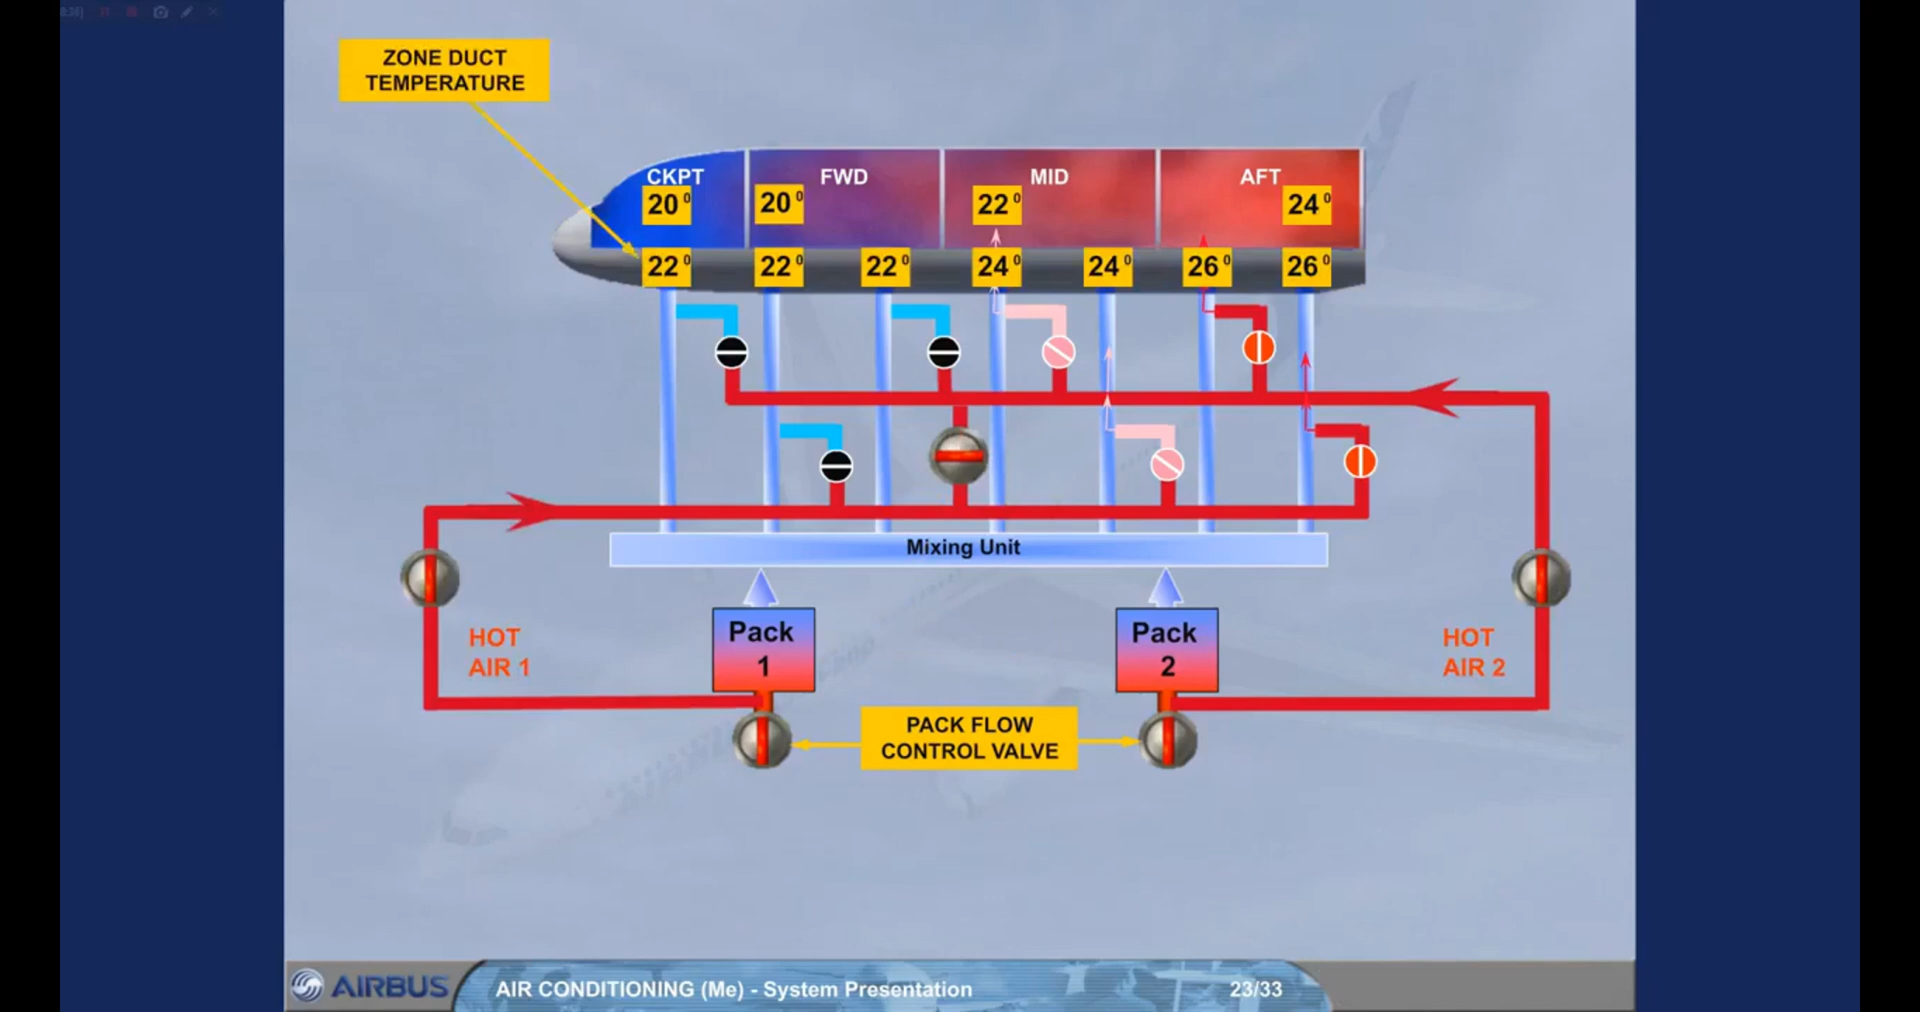 0:36]
ZONE DUCT
TEMPERATURE
CKPT
FWD
MID
AFT
20°
20°
22°
24°
22°
22°
22°
24°
24°
26°
26°
Mixing Unit
HOT
AIR 1
Pack
1
Pack
2
HOT
AIR 2
PACK FLOW
CONTROL VALVE
AIRBUS
AIR CONDITIONING (Me) - System Presentation
23/33